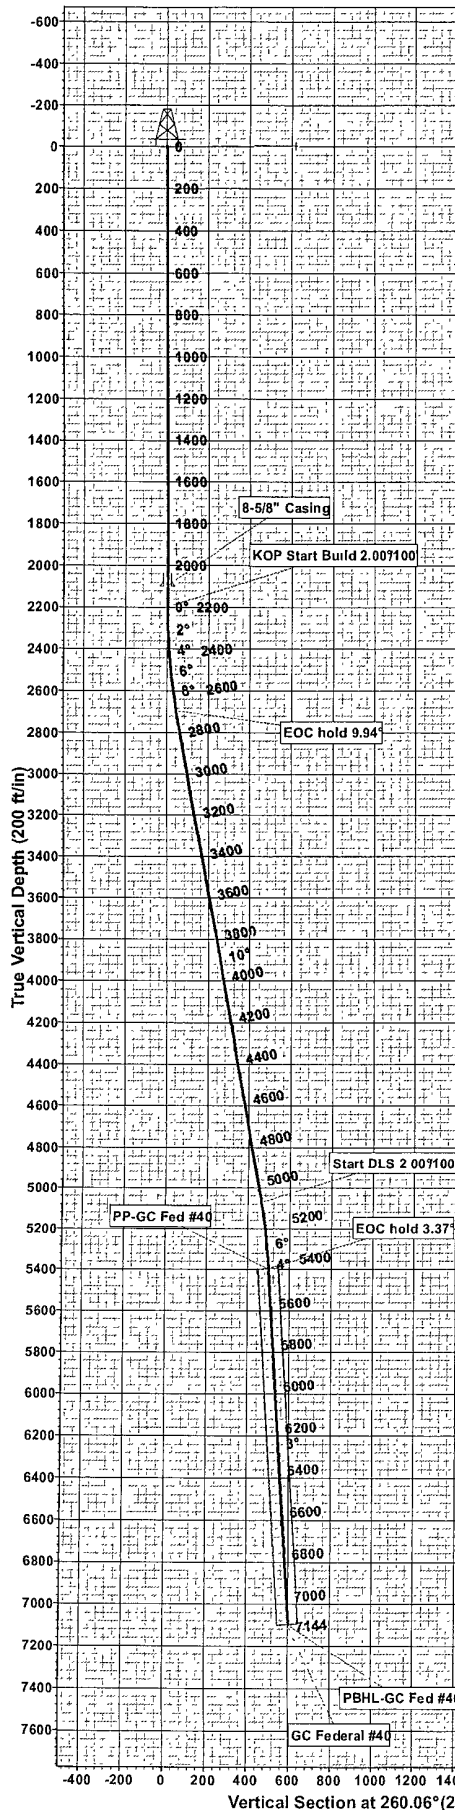 -600
-400
-200
0 0
200 200
400 400
600 600
800 800
1000 1000
1200 1200
1400 1400
1600 1600
1800 1800
8-5/8" Casing
2000 2000
KOP Start Build 2.00?/100
2200 0° 2200
2°
2400 4° 2400
6°
2600 8° 2600
EOC hold 9.94°
2800 2800
3000 3000
3200 3200
3400 3400
3600 3600
3800 3800
10°
4000 4000
4200 4200
4400 4400
4600 4600
4800 4800
True Vertical Depth (200 ft/in)
5000 5000
Start DLS 2.00?/100
5200 5200
PP-GC Fed #40
EOC hold 3.37°
6°
5400 4° 5400
5600 5600
5800 5800
6000 6000
6200 6200
3°
6400 6400
6600 6600
6800 6800
7000 7000
7144
7200
7400
PBHL-GC Fed #40
7600
GC Federal #40
-400 -200 0 200 400 600 800 1000 1200 140
Vertical Section at 260.06° (2